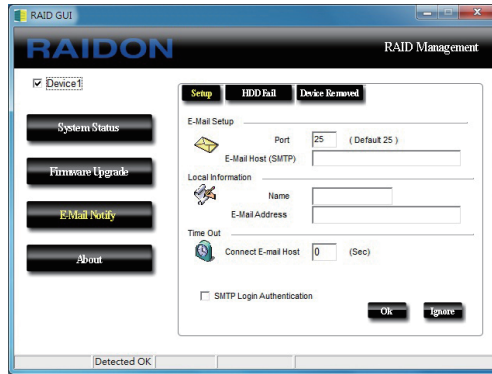 RAID GUI
RAIDON
RAID Management
Device1
System Status
Firmware Upgrade
E-Mail Notify
About
Setup HDD Fail Device Removed
E-Mail Setup
Port 25 ( Default 25 )
E-Mail Host (SMTP)
Local Information
Name
E-Mail Address
Time Out
Connect E-mail Host 0 (Sec)
SMTP Login Authentication
Ok Ignore
Detected OK